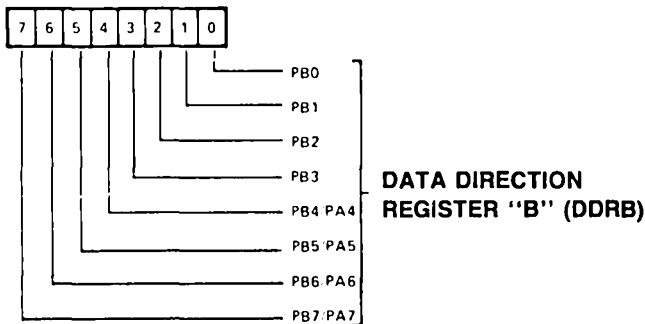 7 6 5 4 3 2 1 0
PB0
PB1
PB2
PB3
DATA DIRECTION
REGISTER "B" (DDRB)
PB4/PA4
PB5/PA5
PB6/PA6
PB7/PA7